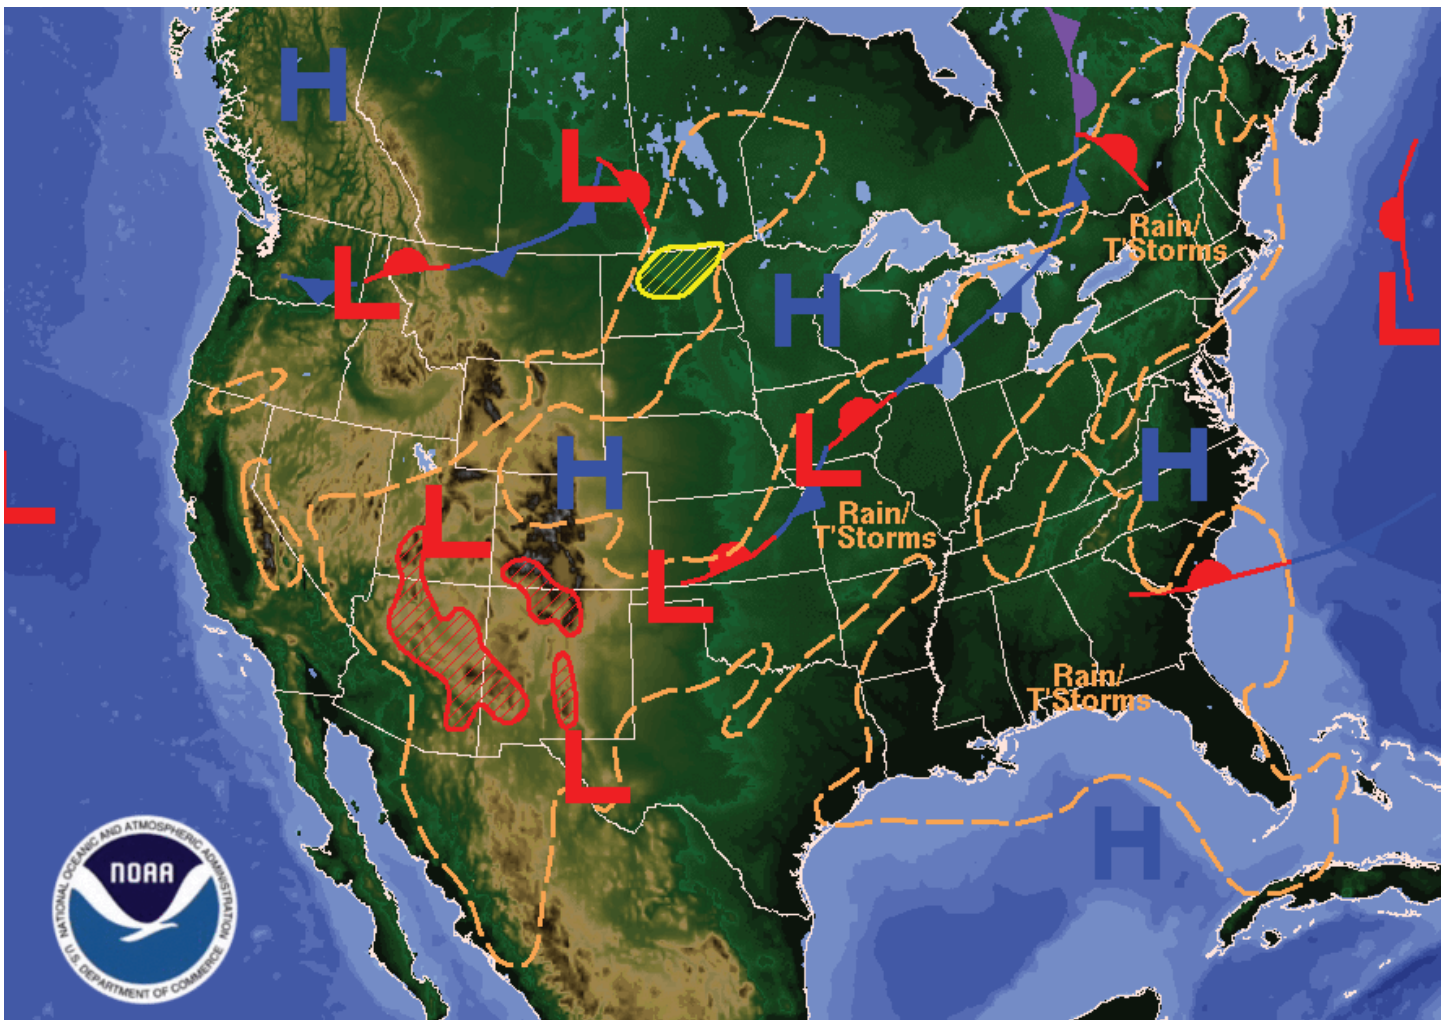 H
L
Rain/
T'Storms
L
H
L
L
H
H
L
L
Rain/
T'Storms
L
L
Rain/
T'Storms
L
H
NATIONAL OCEANIC AND ATMOSPHERIC ADMINISTRATION
NOAA
U.S. DEPARTMENT OF COMMERCE